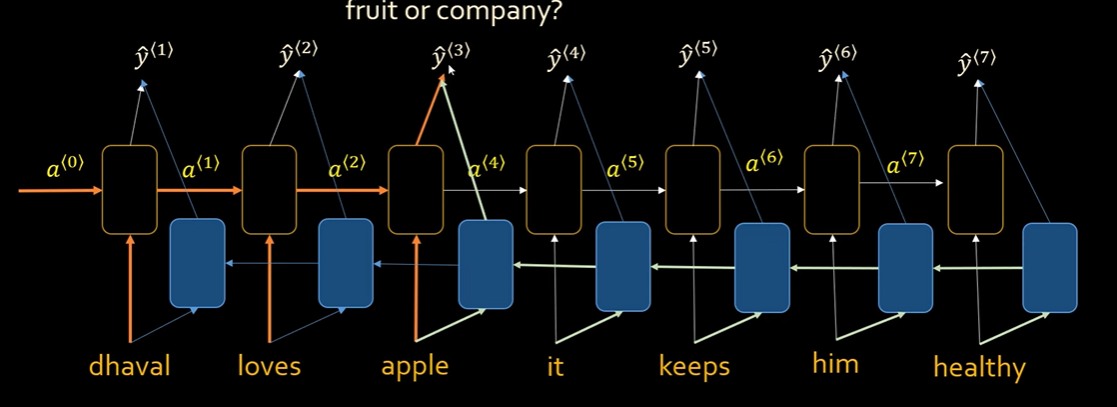 fruit or company?
ŷ⟨1⟩ ŷ⟨2⟩ ŷ⟨3⟩ ŷ⟨4⟩ ŷ⟨5⟩ ŷ⟨6⟩ ŷ⟨7⟩
a⟨0⟩ a⟨1⟩ a⟨2⟩ a⟨4⟩ a⟨5⟩ a⟨6⟩ a⟨7⟩
dhaval loves apple it keeps him healthy